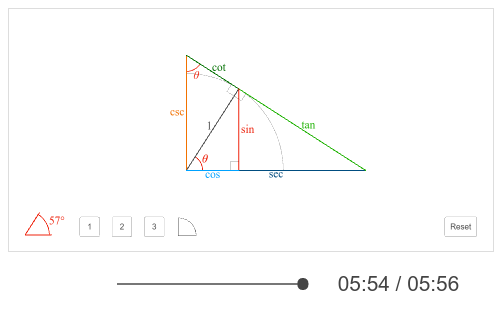 cot
θ
csc
1
sin
tan
θ
cos
sec
57°
1
2
3
Reset
05:54 / 05:56